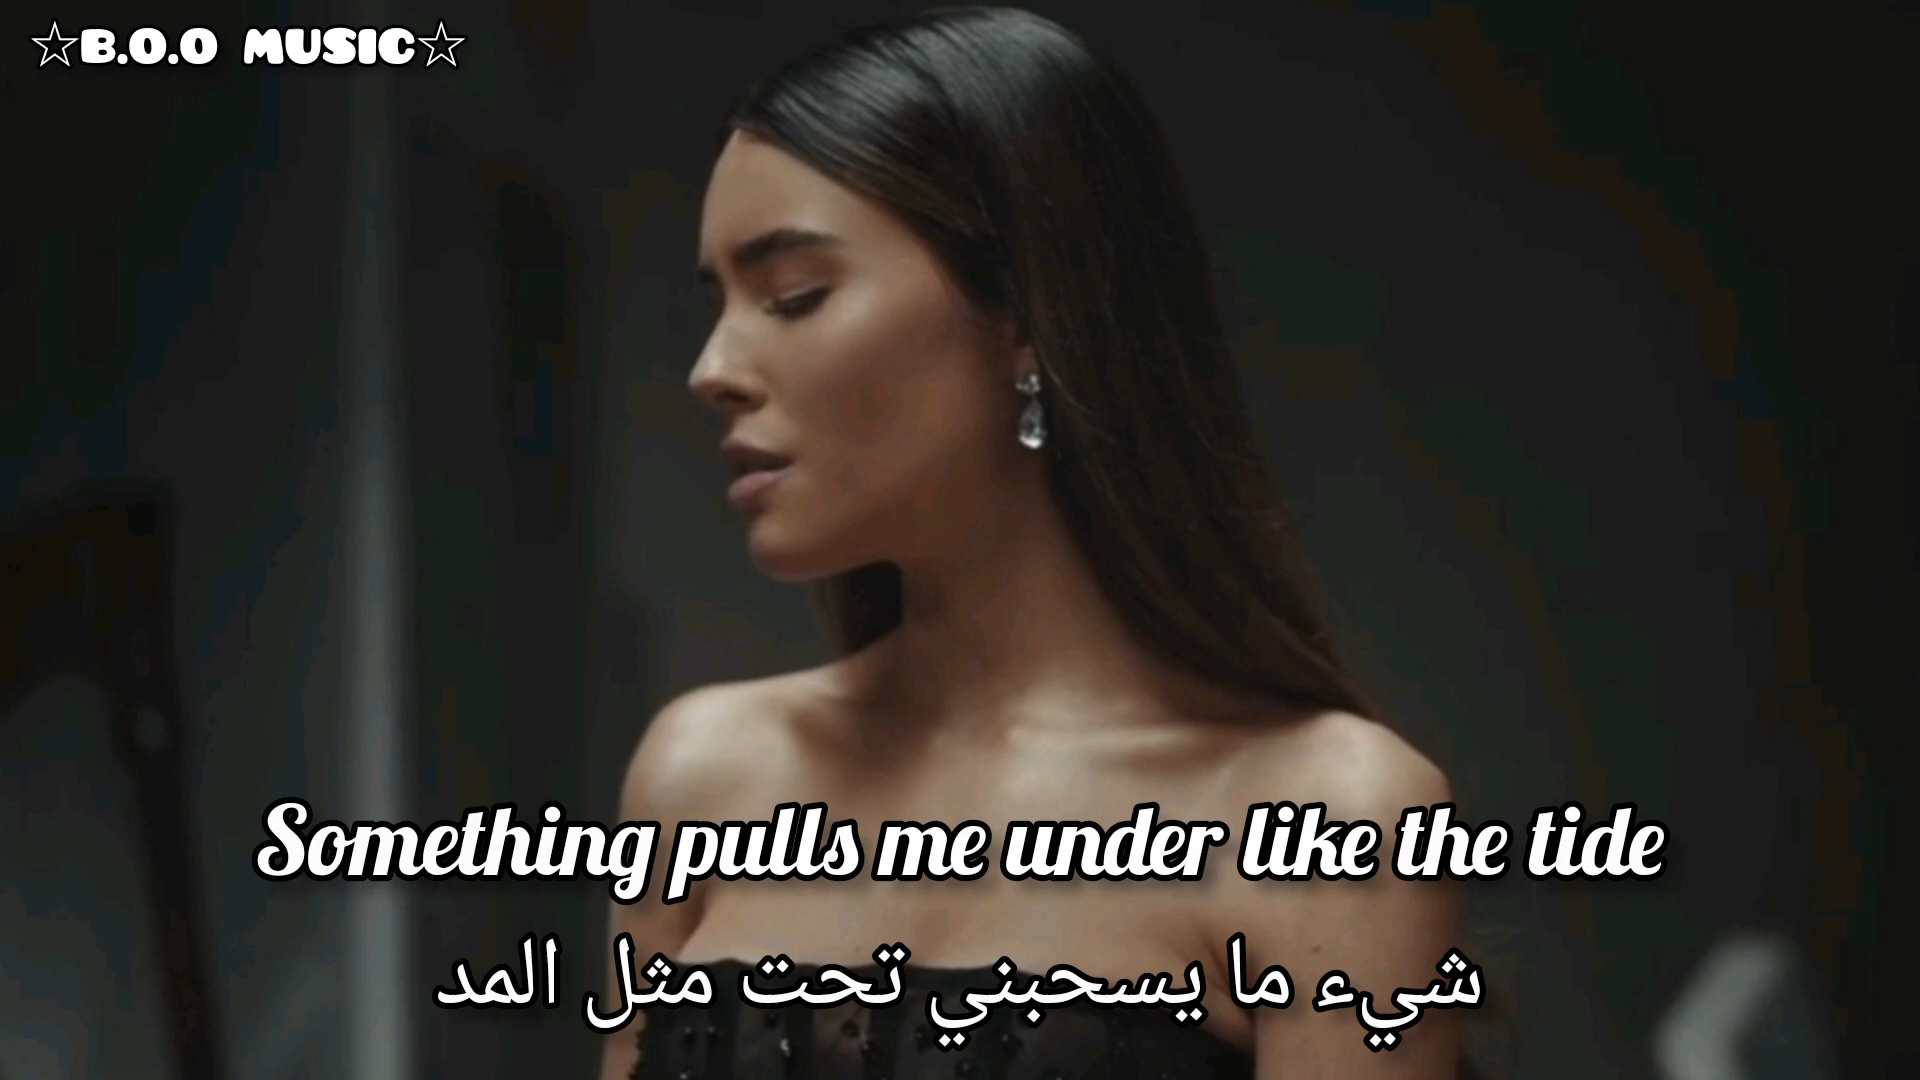 ☆B.O.O MUSIC☆
Something pulls me under like the tide
شيء ما يسحبني تحت مثل المد